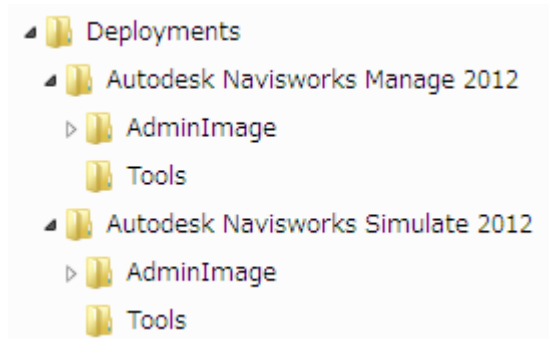 Deployments
Autodesk Navisworks Manage 2012
AdminImage
Tools
Autodesk Navisworks Simulate 2012
AdminImage
Tools